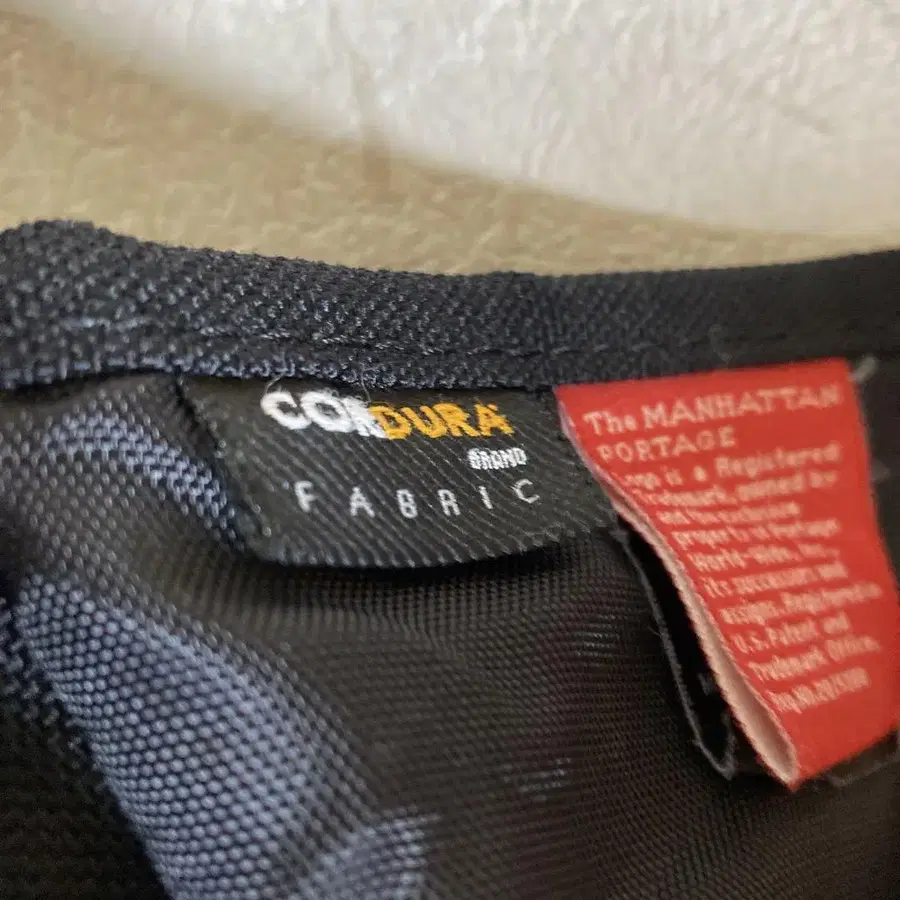 CORDURA
BRAND
FABRIC
The MANHATTAN
PORTAGE
is a Registered
Trademark, owned by
and the exclusive
property of Portage
World-Wide, Inc.,
its successors and
assigns. Registered in
U.S. Patent and
Trademark Office.